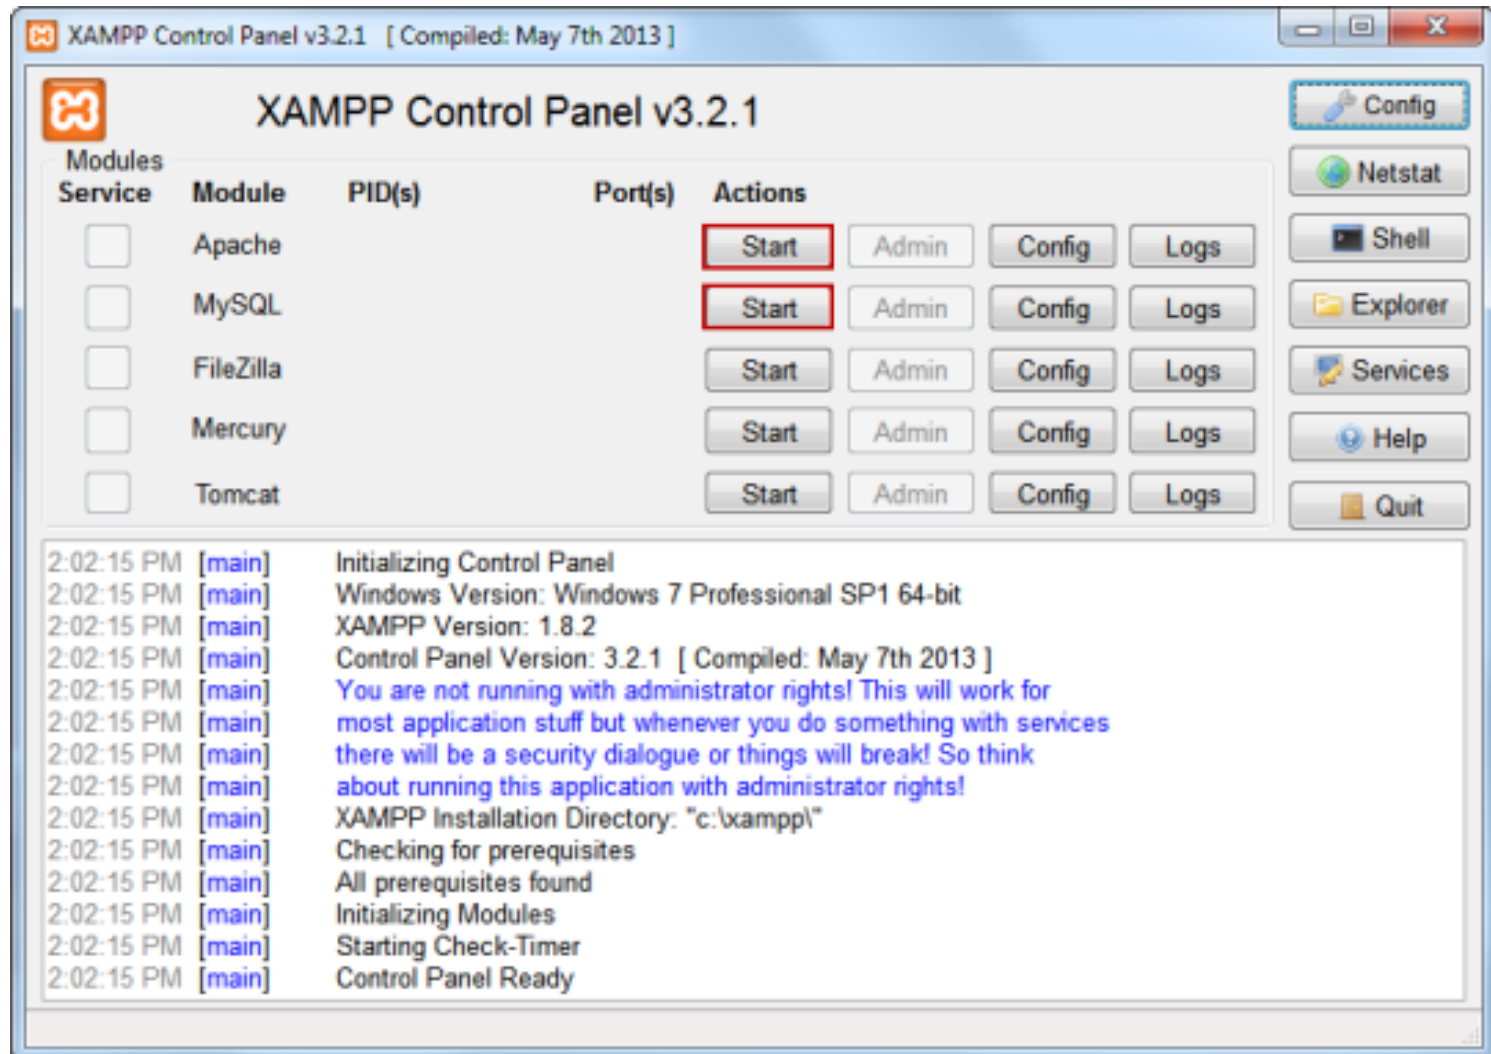 XAMPP Control Panel v3.2.1 [ Compiled: May 7th 2013 ]
XAMPP Control Panel v3.2.1
Config
Modules
Service Module PID(s) Port(s) Actions
Netstat
Apache Start Admin Config Logs
Shell
MySQL Start Admin Config Logs
Explorer
FileZilla Start Admin Config Logs
Services
Mercury Start Admin Config Logs
Help
Tomcat Start Admin Config Logs
Quit
2:02:15 PM [main] Initializing Control Panel
2:02:15 PM [main] Windows Version: Windows 7 Professional SP1 64-bit
2:02:15 PM [main] XAMPP Version: 1.8.2
2:02:15 PM [main] Control Panel Version: 3.2.1 [ Compiled: May 7th 2013 ]
2:02:15 PM [main] You are not running with administrator rights! This will work for
2:02:15 PM [main] most application stuff but whenever you do something with services
2:02:15 PM [main] there will be a security dialogue or things will break! So think
2:02:15 PM [main] about running this application with administrator rights!
2:02:15 PM [main] XAMPP Installation Directory: "c:\xampp\"
2:02:15 PM [main] Checking for prerequisites
2:02:15 PM [main] All prerequisites found
2:02:15 PM [main] Initializing Modules
2:02:15 PM [main] Starting Check-Timer
2:02:15 PM [main] Control Panel Ready